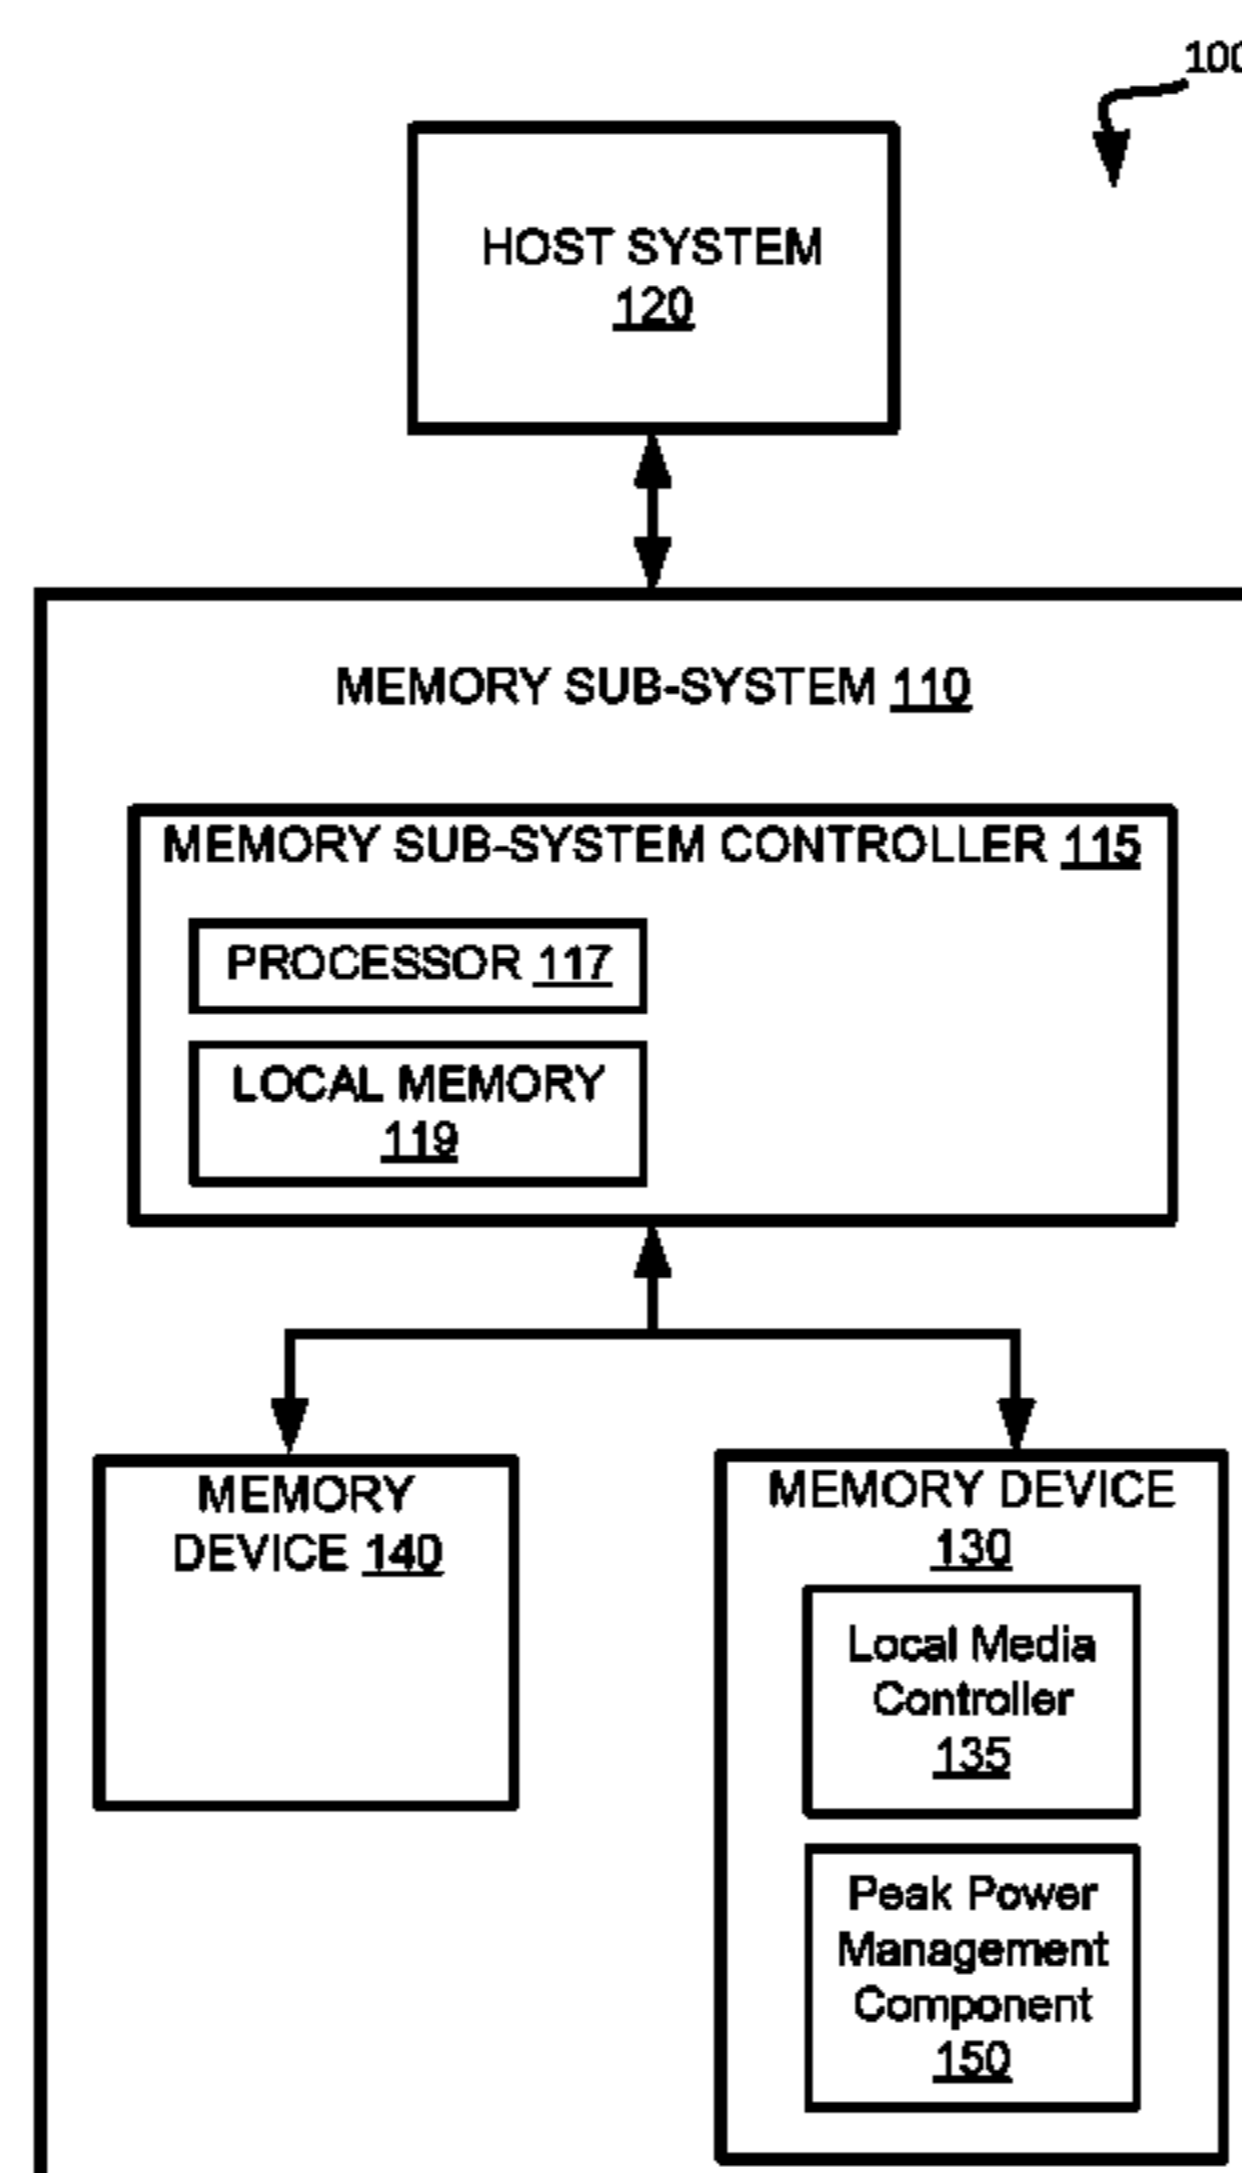 100
HOST SYSTEM
120
MEMORY SUB-SYSTEM 110
MEMORY SUB-SYSTEM CONTROLLER 115
PROCESSOR 117
LOCAL MEMORY
119
MEMORY
DEVICE 140
MEMORY DEVICE
130
Local Media
Controller
135
Peak Power
Management
Component
150